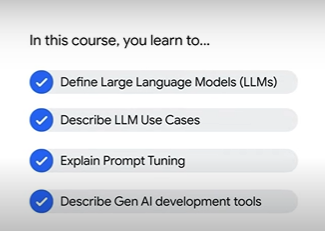 In this course, you learn to...
Define Large Language Models (LLMs)
Describe LLM Use Cases
Explain Prompt Tuning
Describe Gen AI development tools